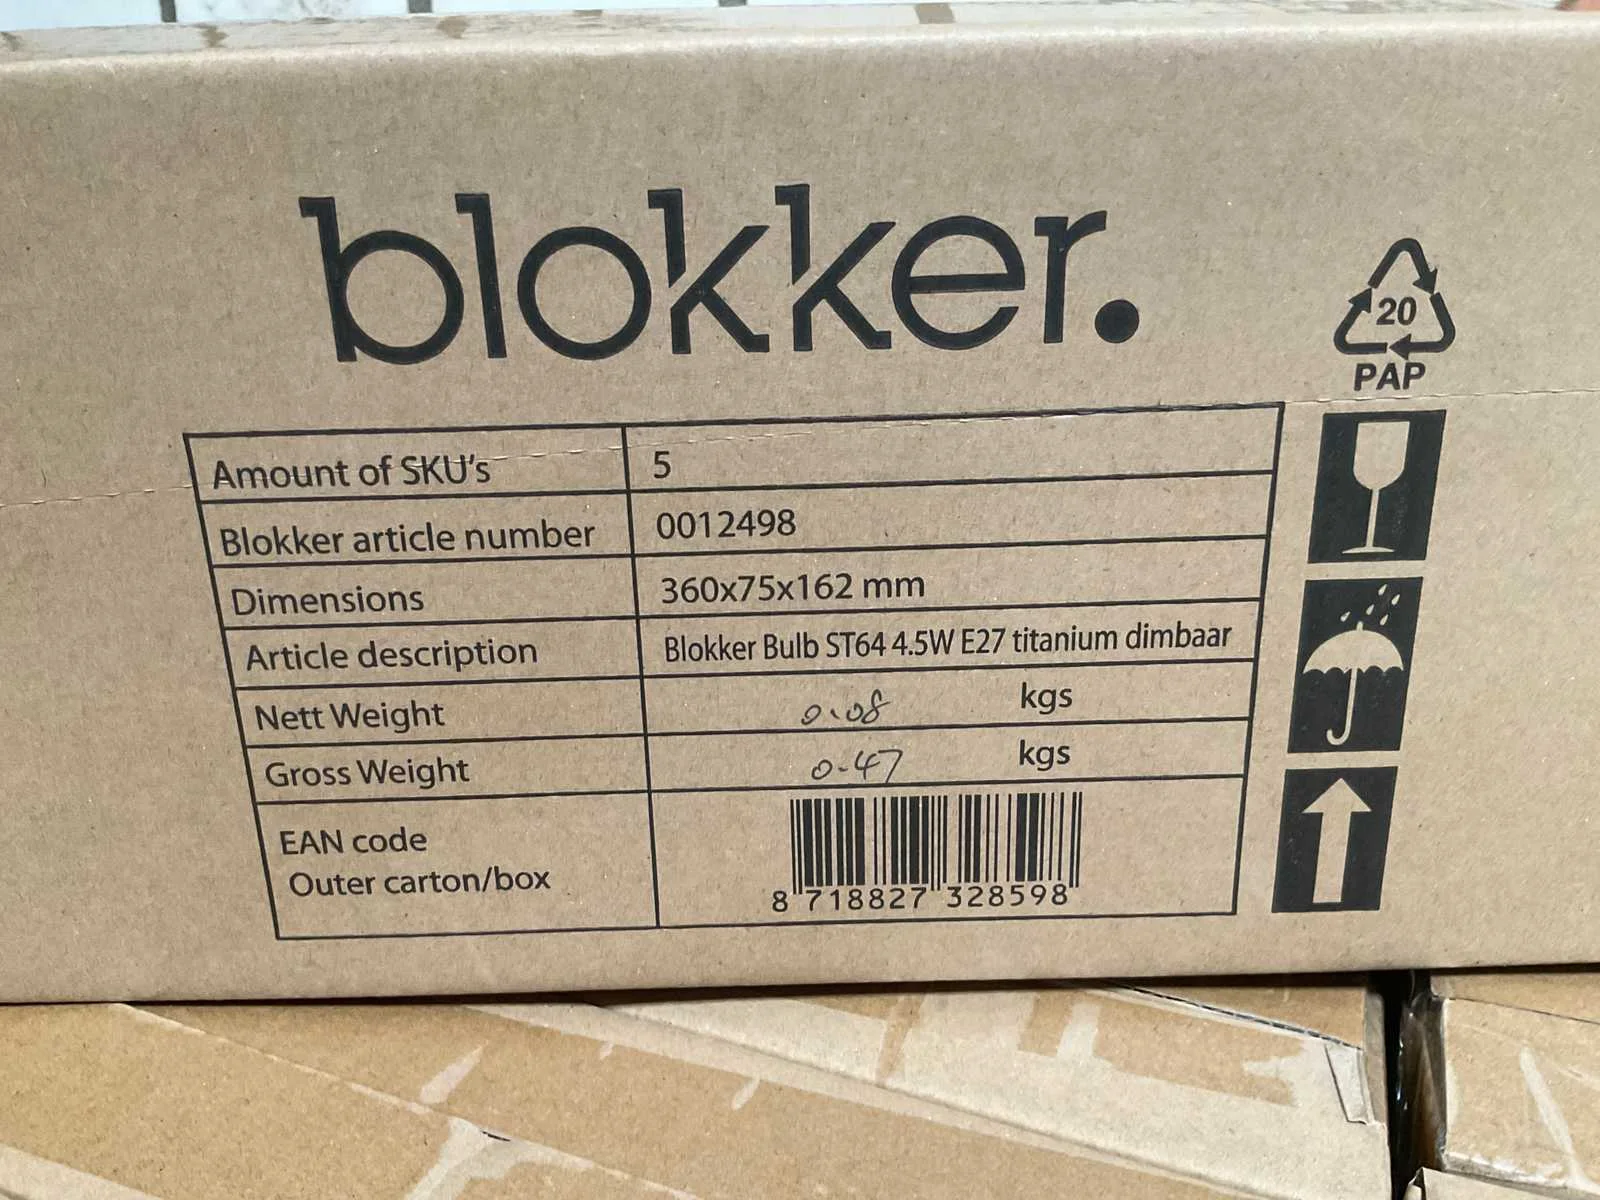 blokker.
20
PAP
Amount of SKU's 5
Blokker article number 0012498
Dimensions 360x75x162 mm
Article description Blokker Bulb ST64 4.5W E27 titanium dimbaar
Nett Weight 0.08 kgs
Gross Weight 0.47 kgs
EAN code
Outer carton/box
8 718827 328598